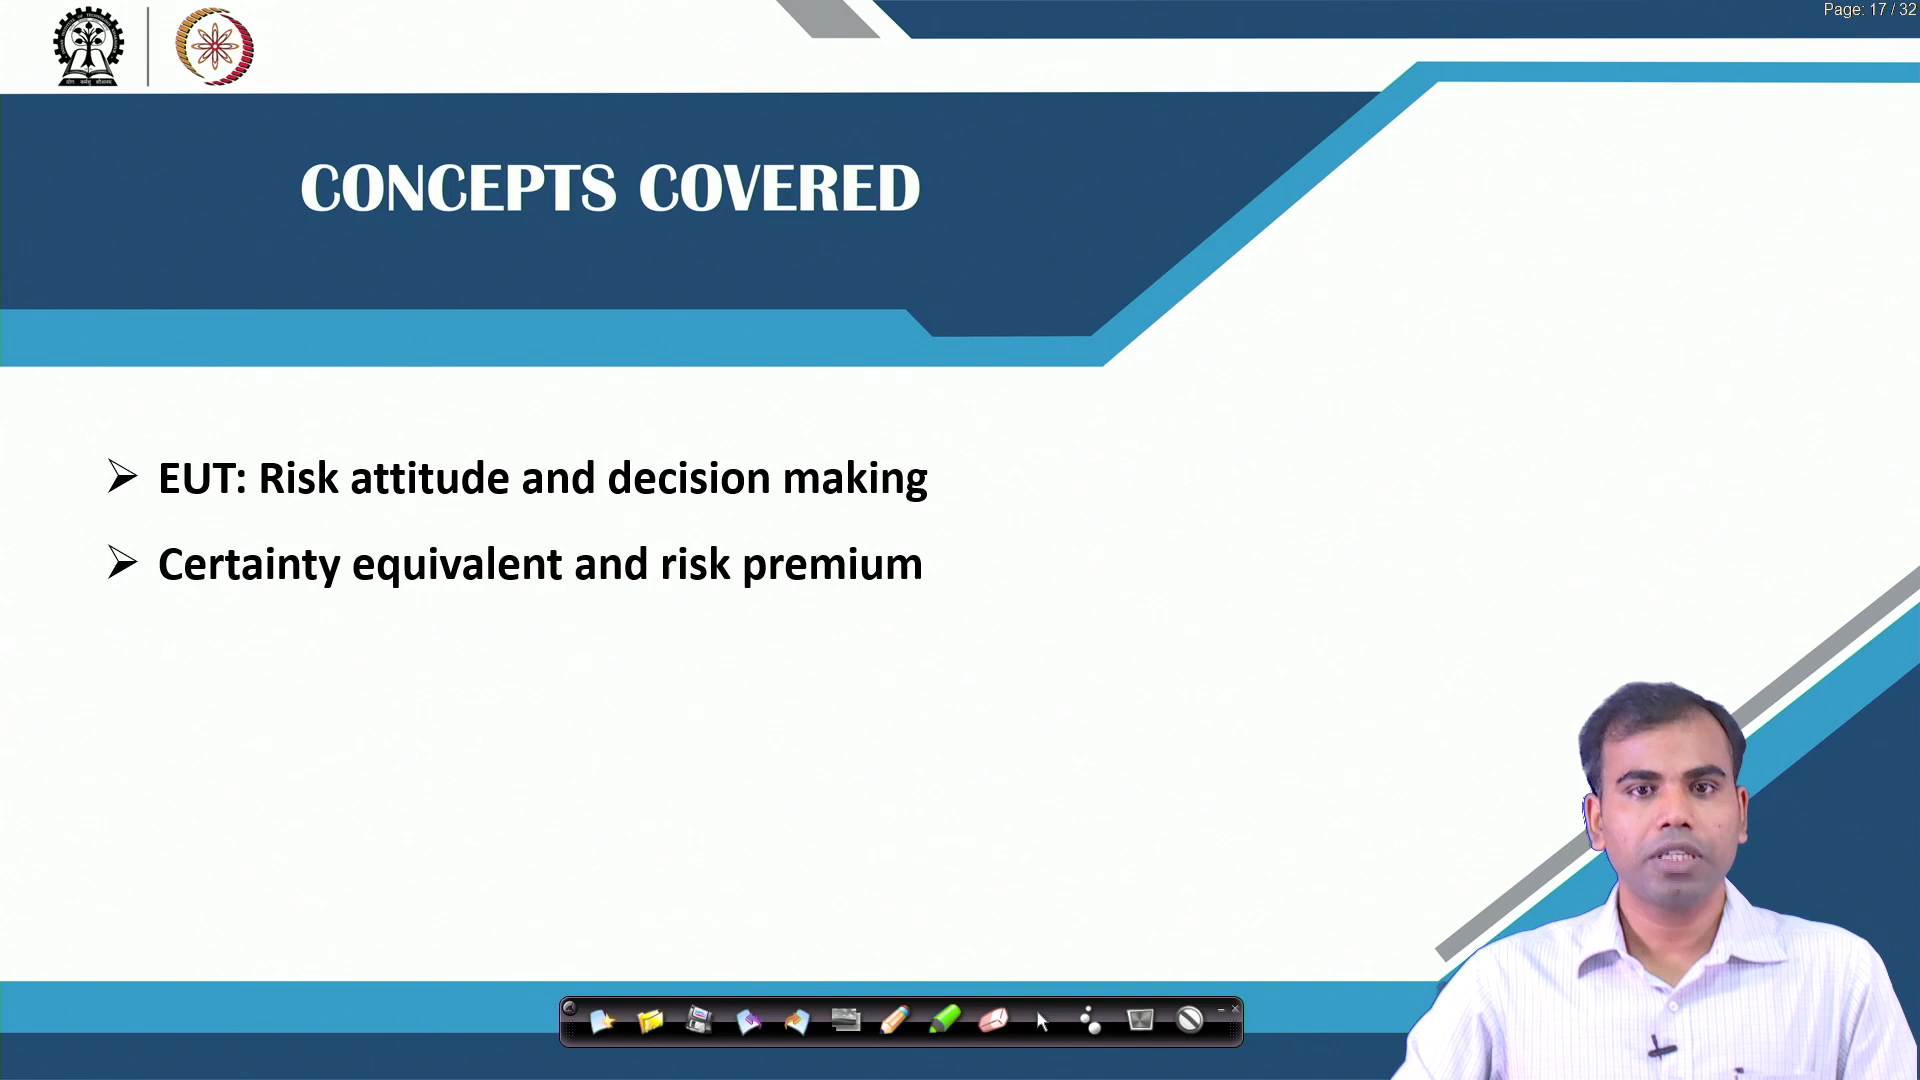 Page: 17 / 32
CONCEPTS COVERED
EUT: Risk attitude and decision making
Certainty equivalent and risk premium